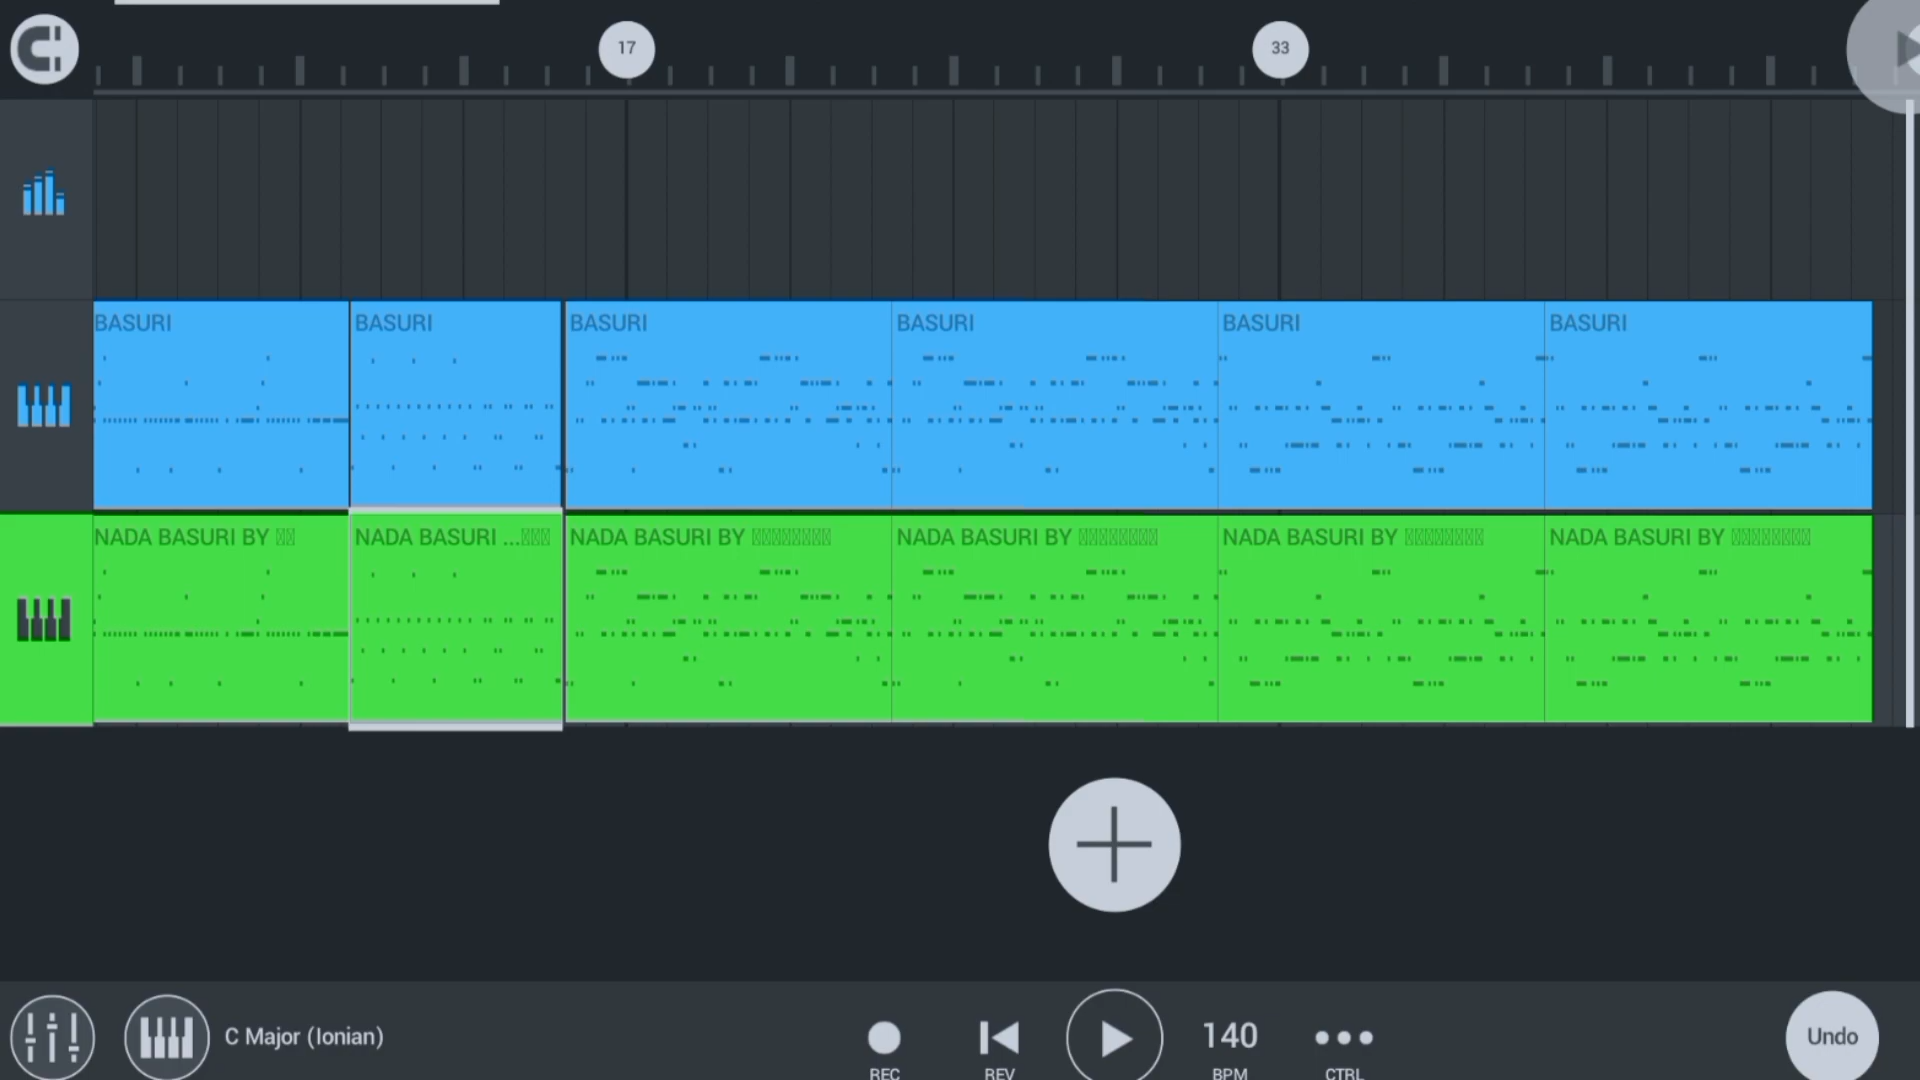 17
33
BASURI
BASURI
BASURI
BASURI
BASURI
BASURI
NADA BASURI BY
NADA BASURI ...
NADA BASURI BY
NADA BASURI BY
NADA BASURI BY
NADA BASURI BY
C Major (Ionian)
REC
REV
140
BPM
CTRL
Undo